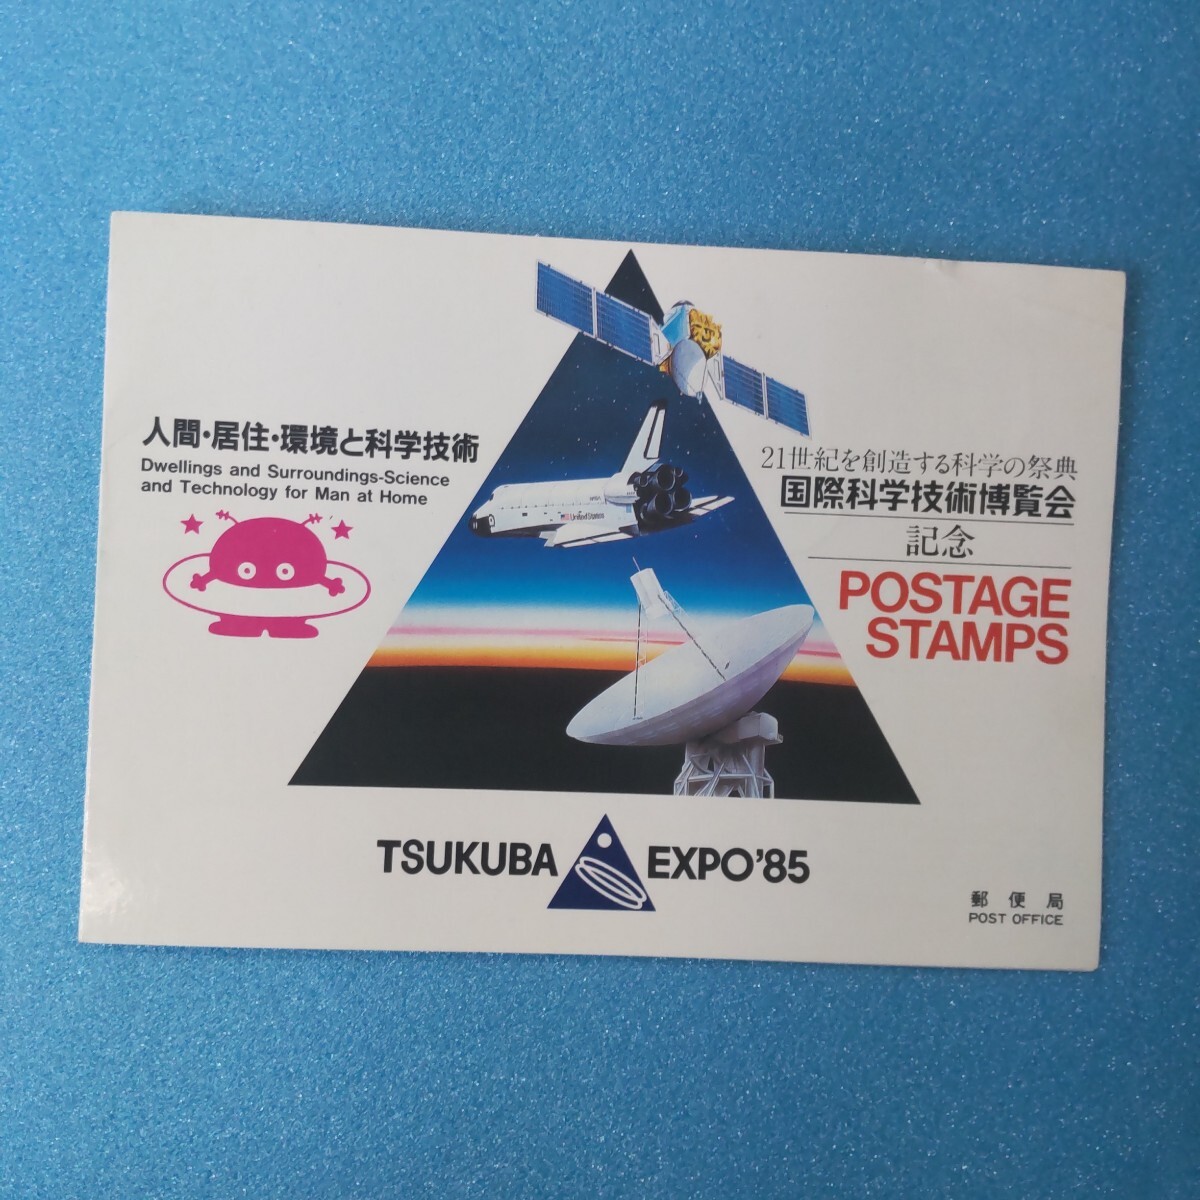 人間・居住・環境と科学技術
Dwellings and Surroundings-Science
and Technology for Man at Home
United States
21世紀を創造する科学の祭典
国際科学技術博覧会
記念
POSTAGE
STAMPS
TSUKUBA EXPO'85
郵便局
POST OFFICE